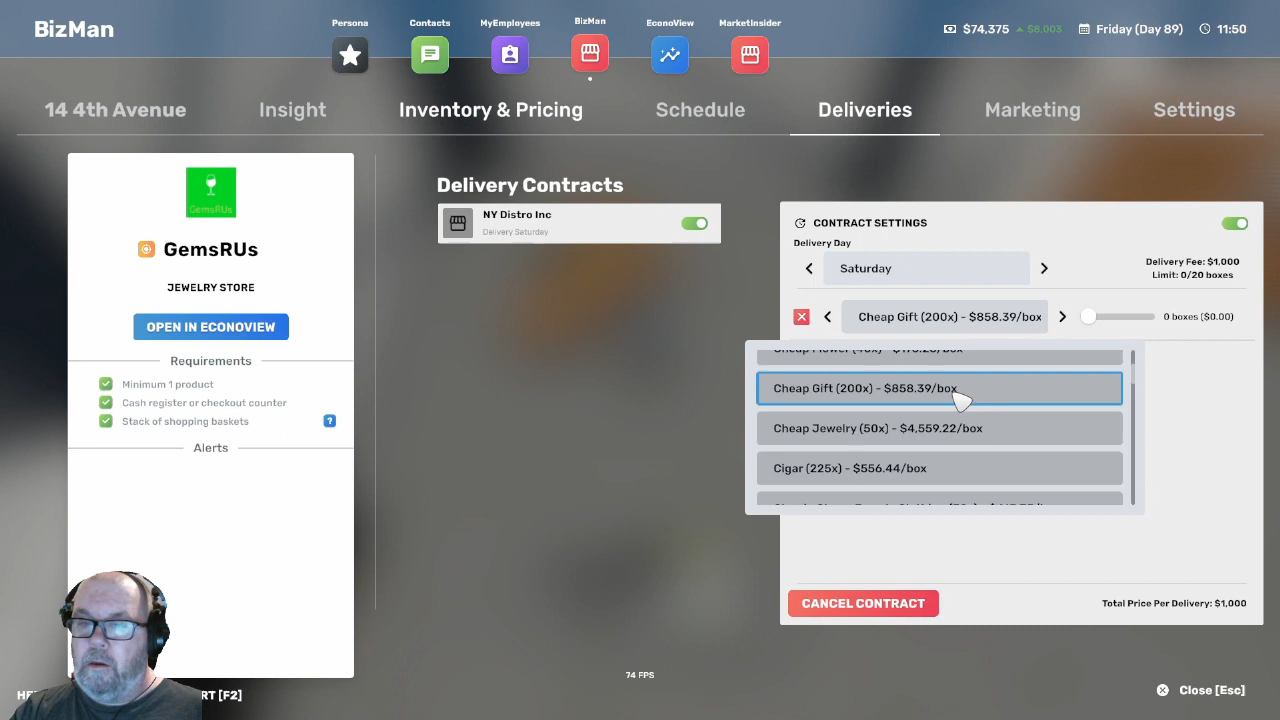 BizMan
Persona
Contacts
MyEmployees
BizMan
EconoView
MarketInsider
$74,375 ▲ $8,003
Friday (Day 89)
11:50
14 4th Avenue
Insight
Inventory & Pricing
Schedule
Deliveries
Marketing
Settings
GemsRUs
GemsRUs
JEWELRY STORE
OPEN IN ECONOVIEW
Requirements
Minimum 1 product
Cash register or checkout counter
Stack of shopping baskets
?
Alerts
Delivery Contracts
NY Distro Inc
Delivery Saturday
CONTRACT SETTINGS
Delivery Day
Saturday
Delivery Fee: $1,000
Limit: 0/20 boxes
Cheap Gift (200x) - $858.39/box
0 boxes ($0.00)
Cheap Gift (200x) - $858.39/box
Cheap Jewelry (50x) - $4,559.22/box
Cigar (225x) - $556.44/box
CANCEL CONTRACT
Total Price Per Delivery: $1,000
74 FPS
RT [F2]
Close [Esc]